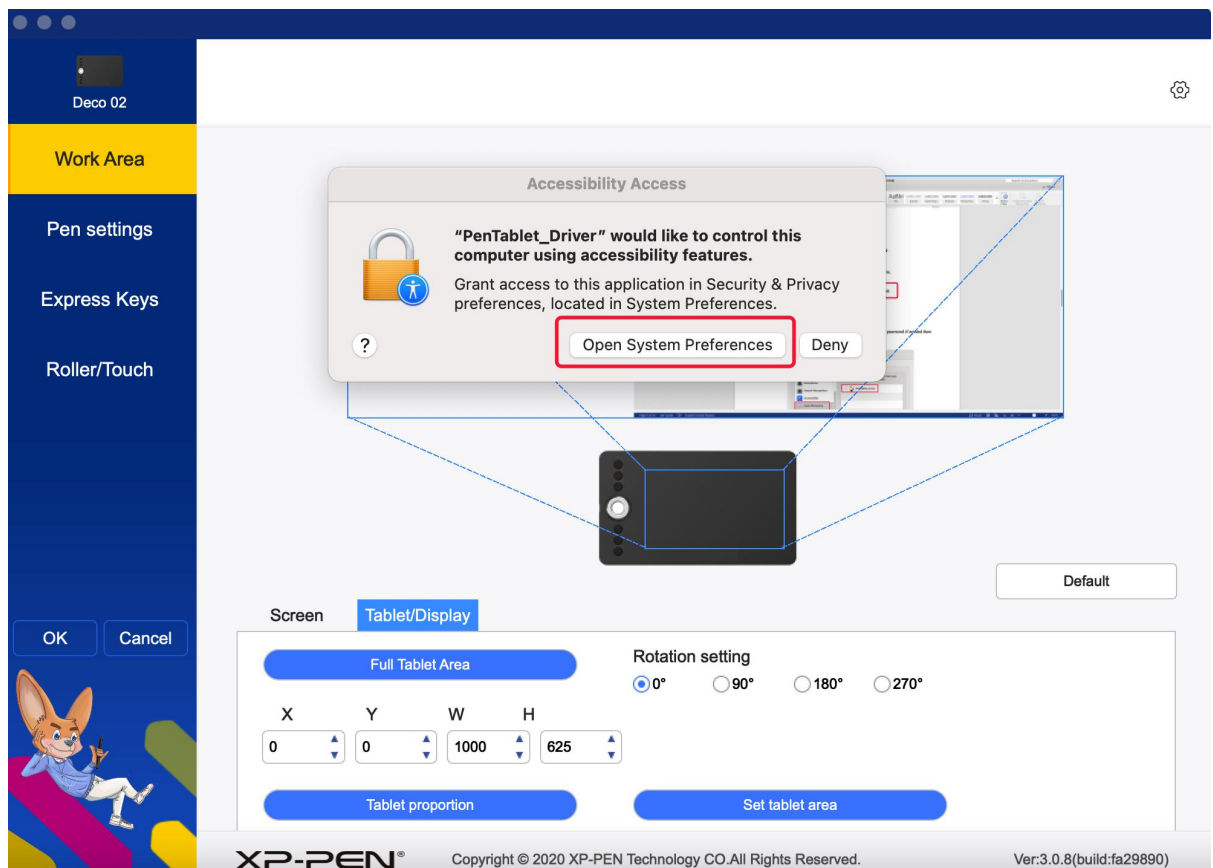 Deco 02
Work Area
Pen settings
Express Keys
Roller/Touch
OK Cancel
Accessibility Access
“PenTablet_Driver” would like to control this
computer using accessibility features.
Grant access to this application in Security & Privacy
preferences, located in System Preferences.
? Open System Preferences Deny
Default
Screen Tablet/Display
Full Tablet Area
Rotation setting
0° 90° 180° 270°
X Y W H
0 0 1000 625
Tablet proportion Set tablet area
XP-PEN® Copyright © 2020 XP-PEN Technology CO.All Rights Reserved. Ver:3.0.8(build:fa29890)